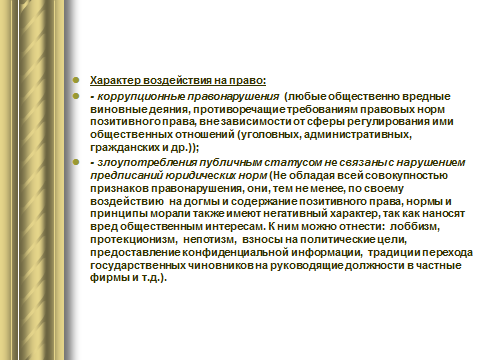 Характер воздействия на право:
- коррупционные правонарушения (любые общественно вредные
виновные деяния, противоречащие требованиям правовых норм
позитивного права, вне зависимости от сферы регулирования ими
общественных отношений (уголовных, административных,
гражданских и др.));
- злоупотребления публичным статусом не связаны с нарушением
предписаний юридических норм (Не обладая всей совокупностью
признаков правонарушения, они, тем не менее, по своему
воздействию на догмы и содержание позитивного права, нормы и
принципы морали также имеют негативный характер, так как наносят
вред общественным интересам. К ним можно отнести: лоббизм,
протекционизм, непотизм, взносы на политические цели,
предоставление конфиденциальной информации, традиции перехода
государственных чиновников на руководящие должности в частные
фирмы и т.д.).